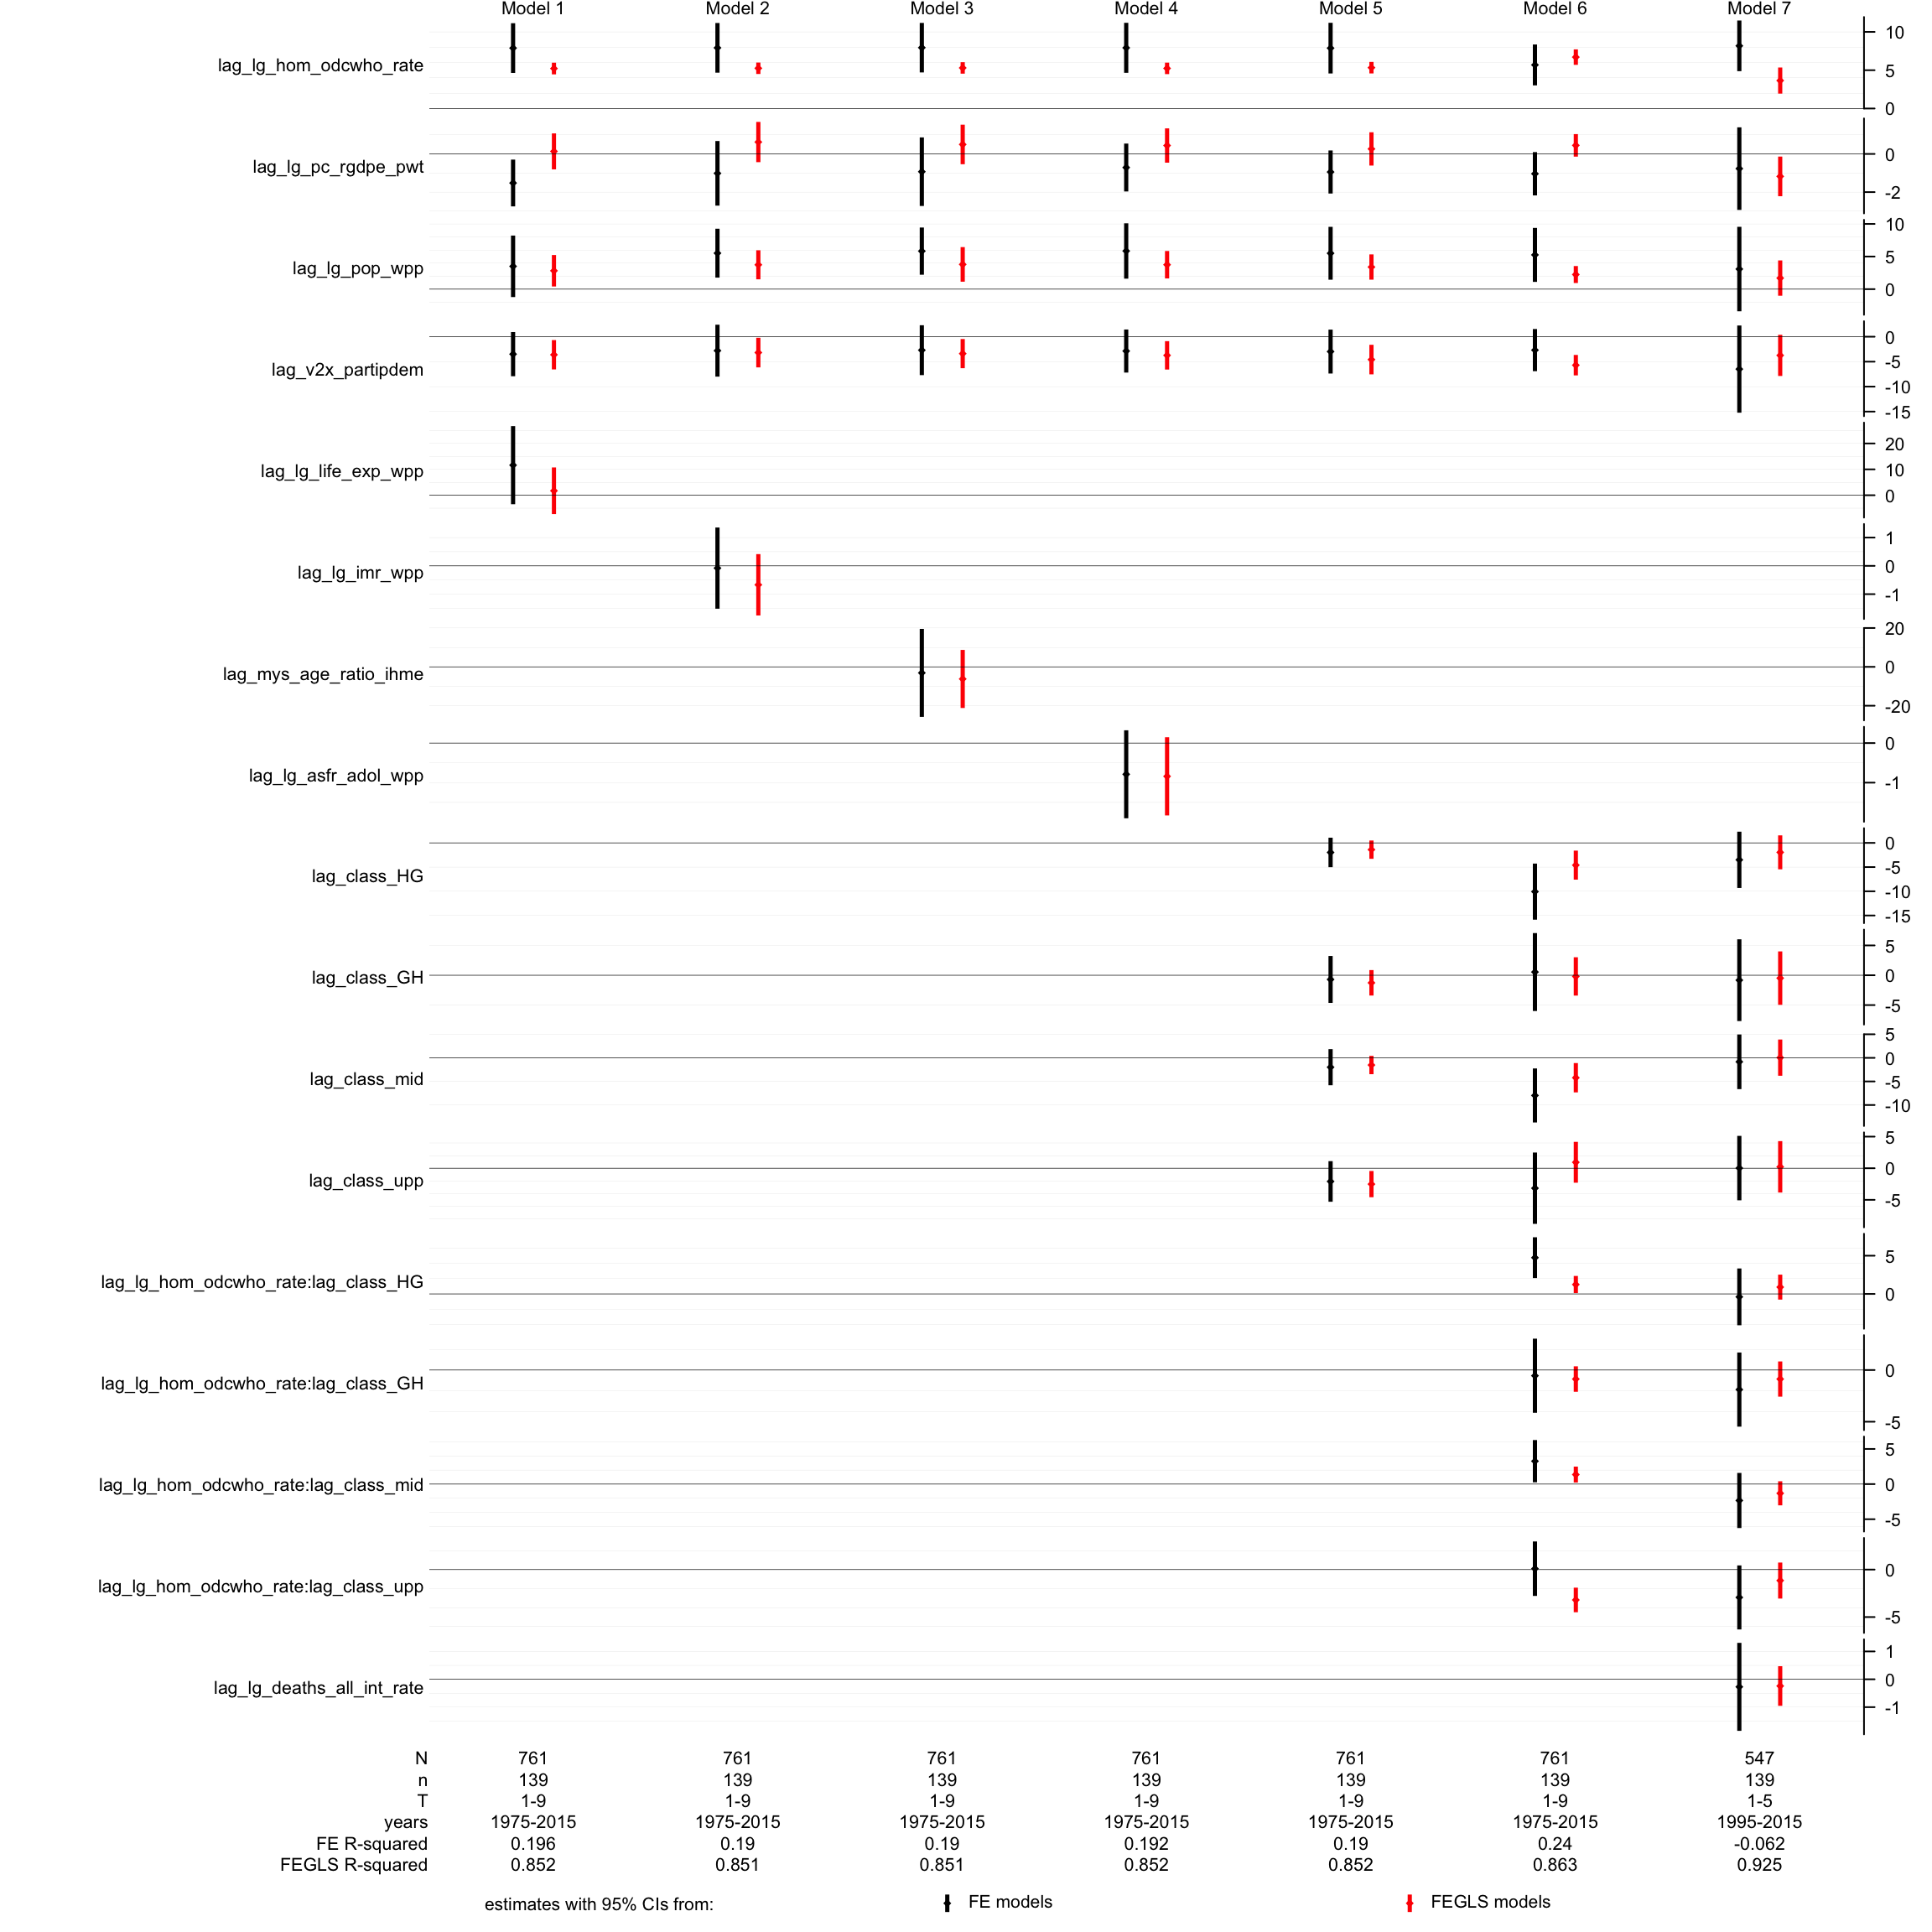 Model 1 Model 2 Model 3 Model 4 Model 5 Model 6 Model 7
lag_lg_hom_odcwho_rate 10 5 0
lag_lg_pc_rgdpe_pwt 0 -2
lag_lg_pop_wpp 10 5 0
lag_v2x_partipdem 0 -5 -10 -15
lag_lg_life_exp_wpp 20 10 0
lag_lg_imr_wpp 1 0 -1
lag_mys_age_ratio_ihme 20 0 -20
lag_lg_asfr_adol_wpp 0 -1
lag_class_HG 0 -5 -10 -15
lag_class_GH 5 0 -5
lag_class_mid 5 0 -5 -10
lag_class_upp 5 0 -5
lag_lg_hom_odcwho_rate:lag_class_HG 5 0
lag_lg_hom_odcwho_rate:lag_class_GH 0 -5
lag_lg_hom_odcwho_rate:lag_class_mid 5 0 -5
lag_lg_hom_odcwho_rate:lag_class_upp 0 -5
lag_lg_deaths_all_int_rate 1 0 -1
N 761 761 761 761 761 761 547
n 139 139 139 139 139 139 139
T 1-9 1-9 1-9 1-9 1-9 1-9 1-5
years 1975-2015 1975-2015 1975-2015 1975-2015 1975-2015 1975-2015 1995-2015
FE R-squared 0.196 0.19 0.19 0.192 0.19 0.24 -0.062
FEGLS R-squared 0.852 0.851 0.851 0.852 0.852 0.863 0.925
estimates with 95% CIs from: FE models FEGLS models